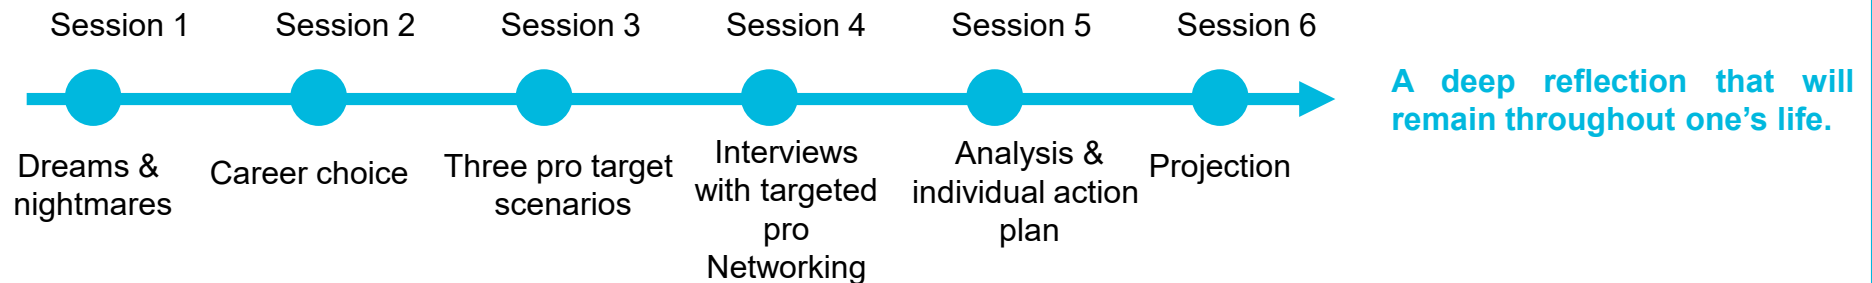 Session 1
Session 2
Session 3
Session 4
Session 5
Session 6
Dreams &
nightmares
Career choice
Three pro target
scenarios
Interviews
with targeted
pro
Networking
Analysis &
individual action
plan
Projection
A deep reflection that will
remain throughout one’s life.